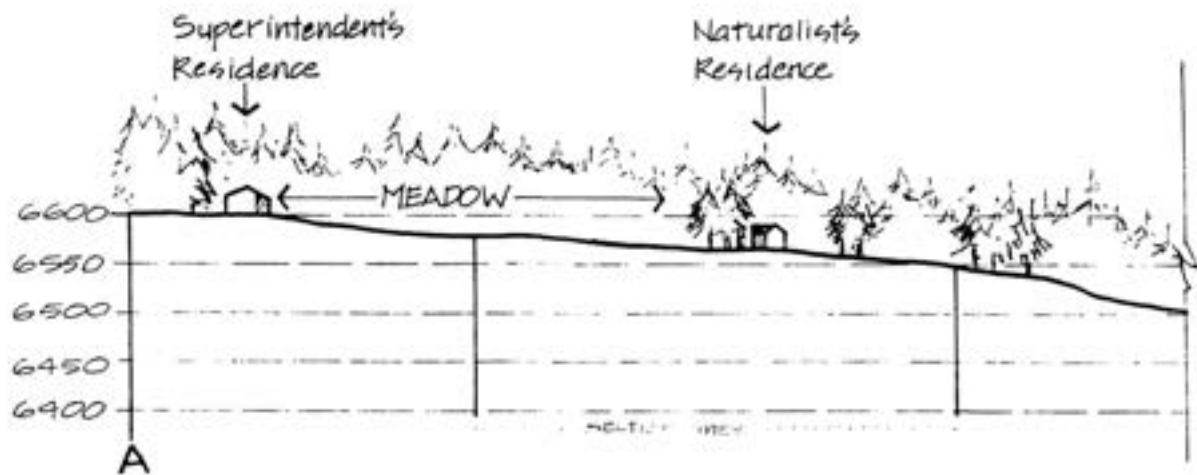 Superintendent's
Residence
Naturalist's
Residence
MEADOW
6600
6550
6500
6450
6400
A